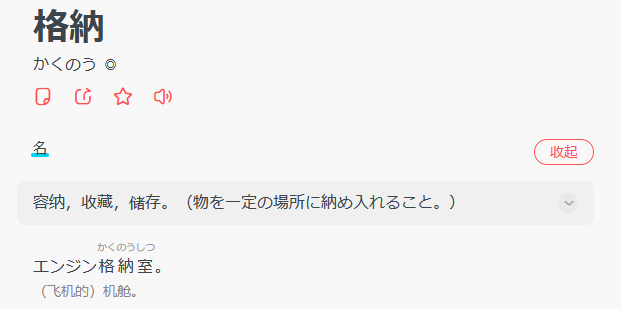 格納
かくのう ◎
名
收起
容纳，收藏，储存。（物を一定の場所に納め入れること。）
かくのうしつ
エンジン格納室。
（飞机的）机舱。